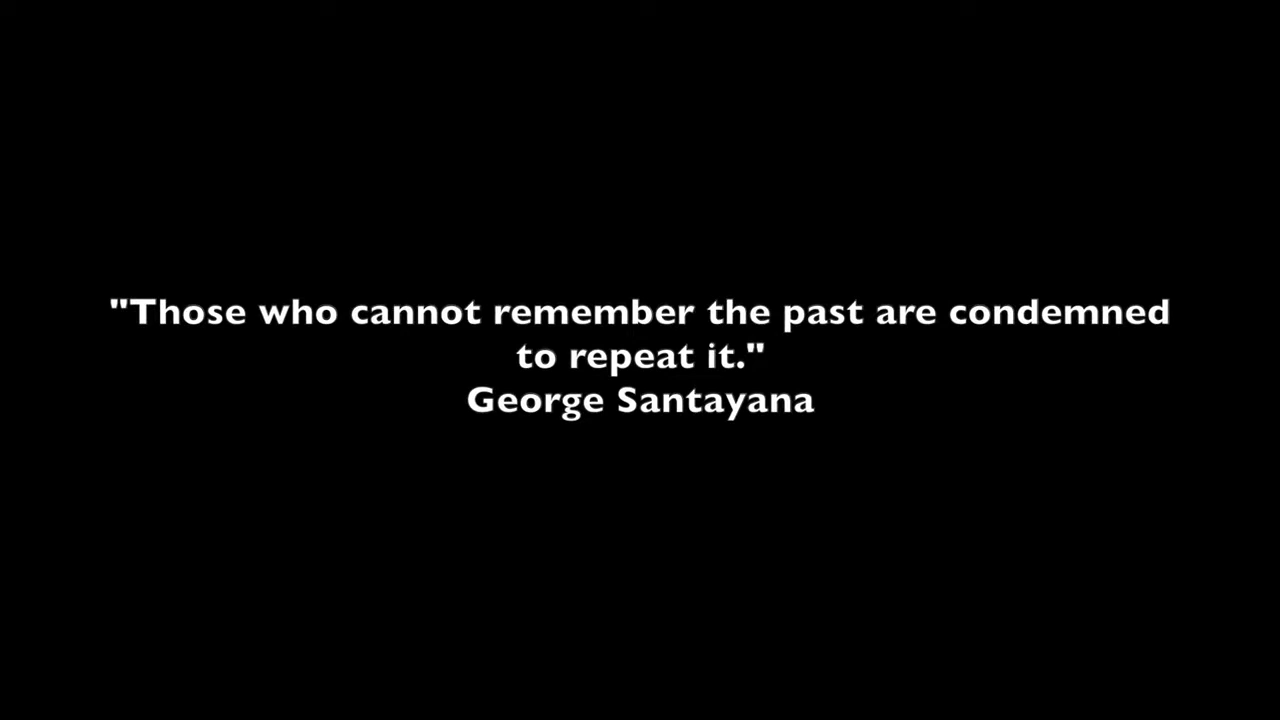 "Those who cannot remember the past are condemned
to repeat it."
George Santayana